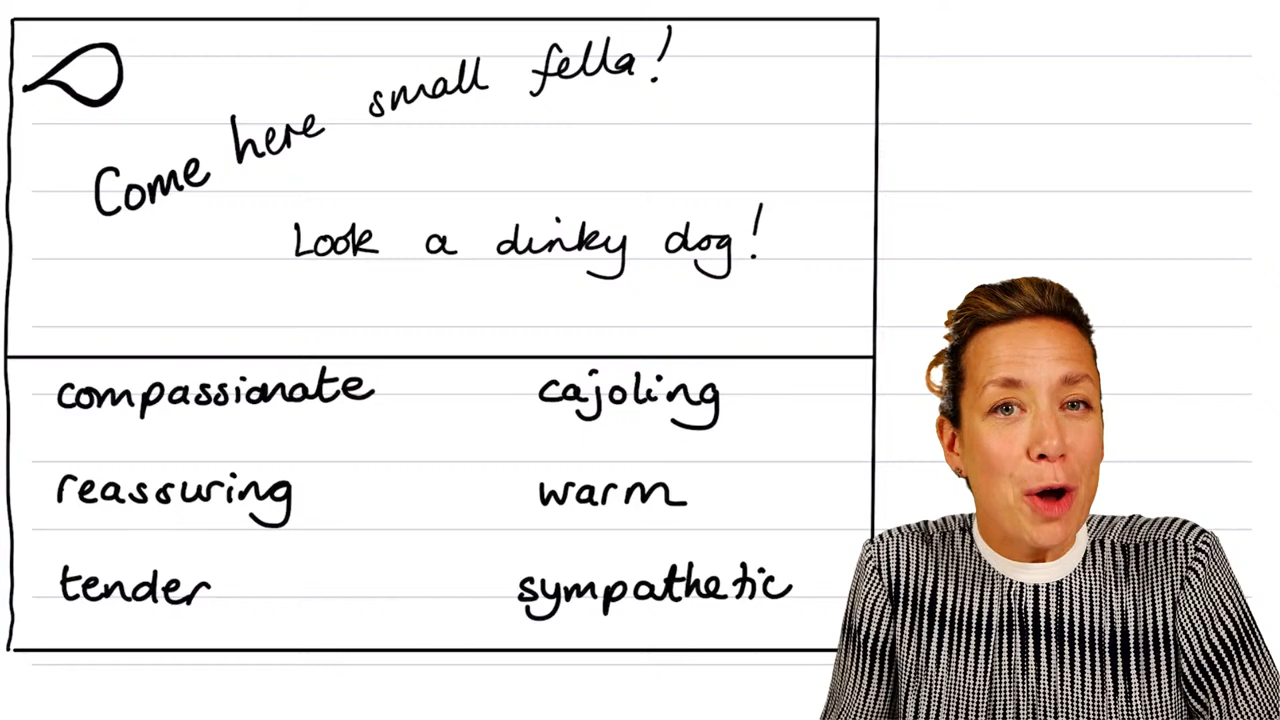 Come here small fella!
Look a dinky dog!
compassionate cajoling
reassuring warm
tender sympathetic